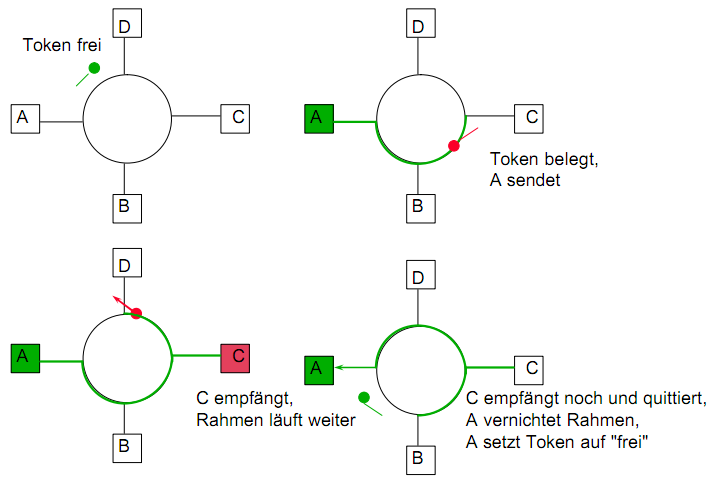 D
Token frei
A
C
B
D
A
C
Token belegt,
A sendet
B
D
A
C
C empfängt,
Rahmen läuft weiter
B
D
A
C
C empfängt noch und quittiert,
A vernichtet Rahmen,
A setzt Token auf "frei"
B